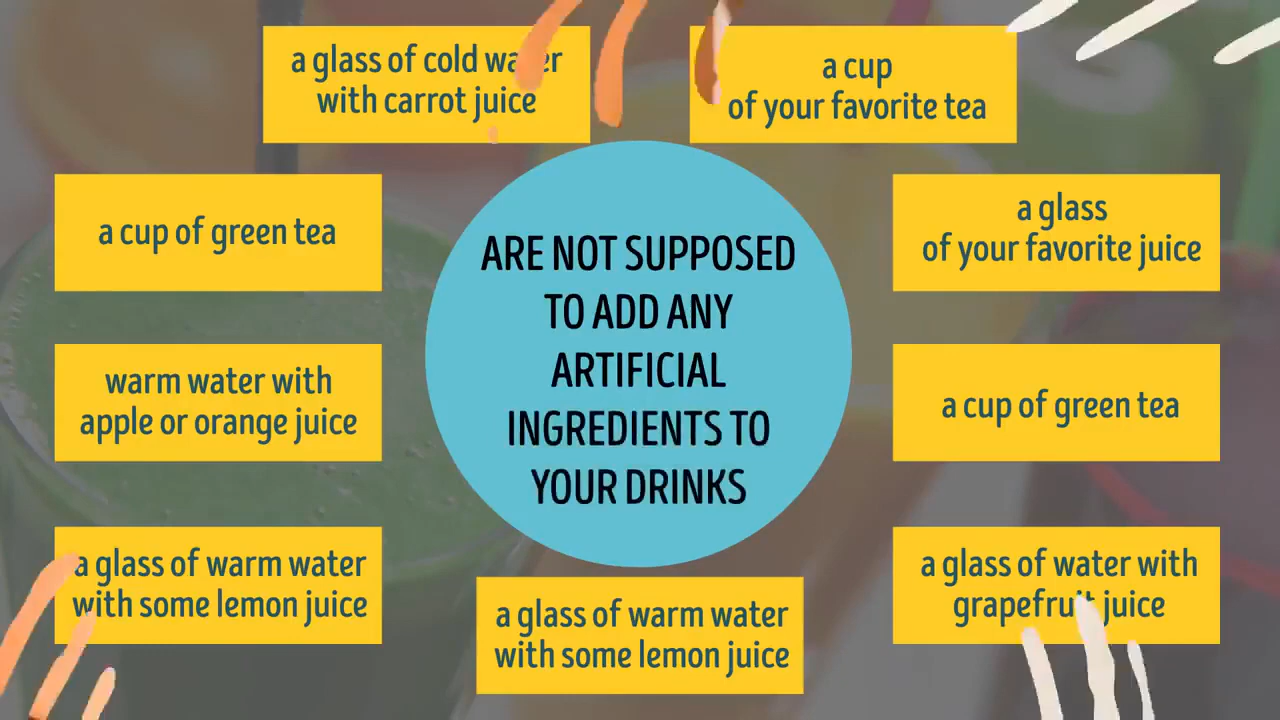 a glass of cold water
with carrot juice
a cup
of your favorite tea
a cup of green tea
a glass
of your favorite juice
ARE NOT SUPPOSED
TO ADD ANY
ARTIFICIAL
INGREDIENTS TO
YOUR DRINKS
warm water with
apple or orange juice
a cup of green tea
a glass of warm water
with some lemon juice
a glass of warm water
with some lemon juice
a glass of water with
grapefruit juice